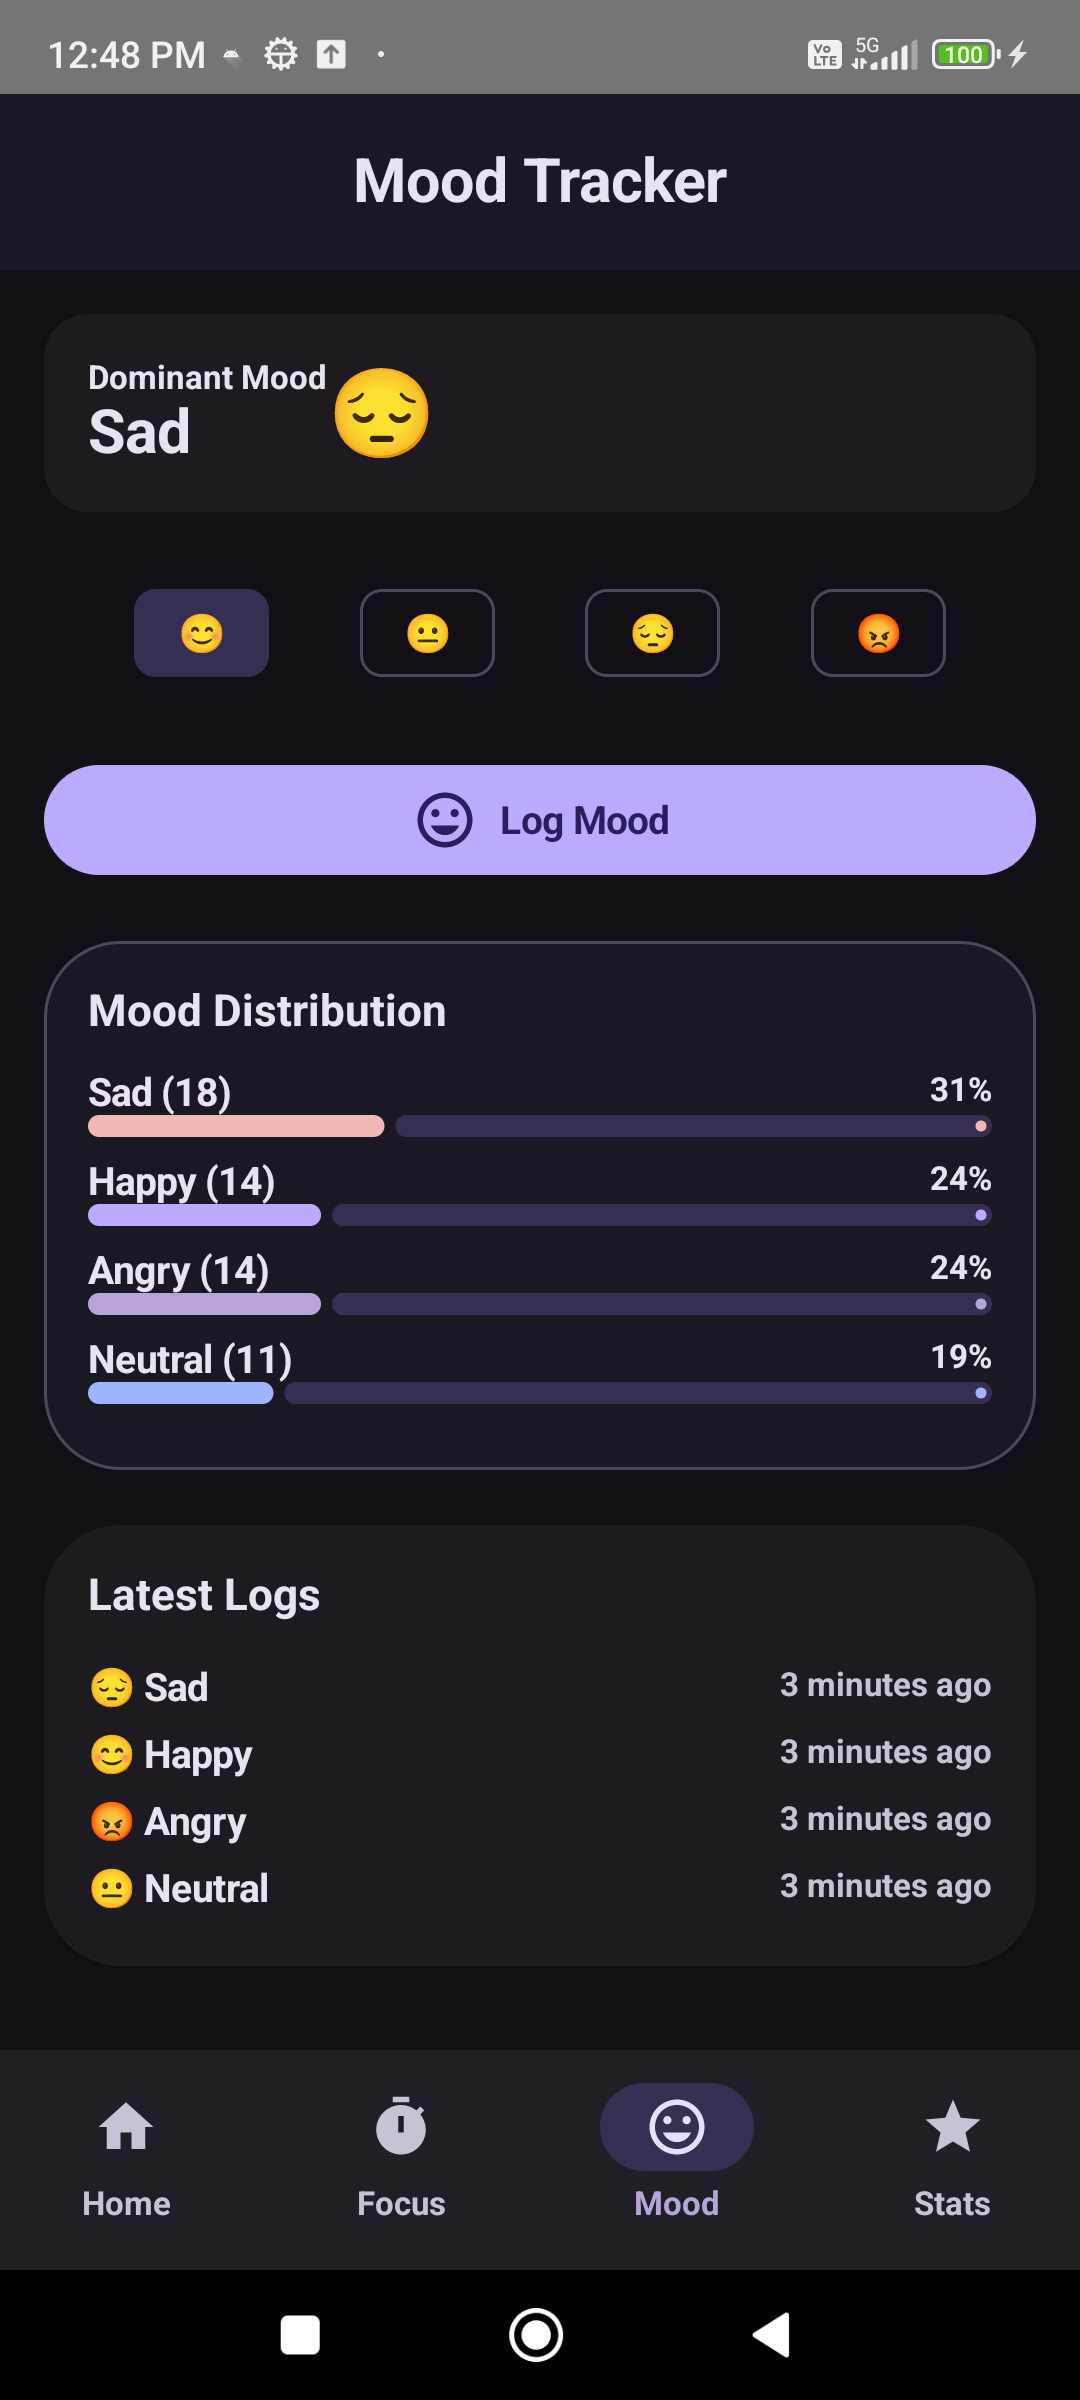 12:48 PM
Vo LTE 5G 100
Mood Tracker
Dominant Mood
Sad
Log Mood
Mood Distribution
Sad (18) 31%
Happy (14) 24%
Angry (14) 24%
Neutral (11) 19%
Latest Logs
Sad 3 minutes ago
Happy 3 minutes ago
Angry 3 minutes ago
Neutral 3 minutes ago
Home Focus Mood Stats